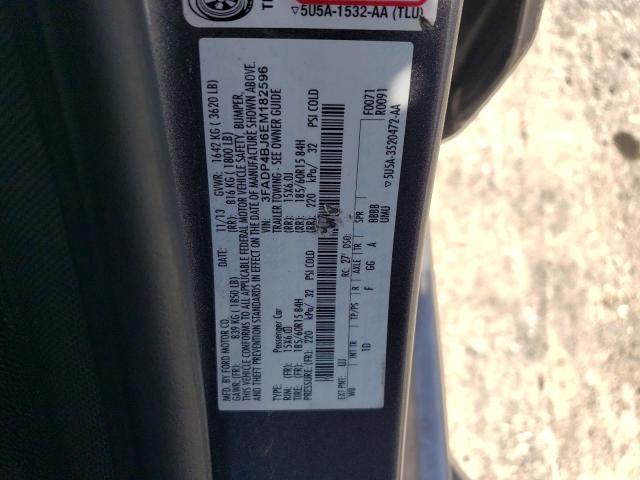 5U5A-1532-AA (TLU)
MFD. BY FORD MOTOR CO. DATE: 11/13 GVWR: 1642 KG ( 3620 LB)
GAWR: (FR): 839 KG (1850 LB) (RR): 816 KG ( 1800 LB)
THIS VEHICLE CONFORMS TO ALL APPLICABLE FEDERAL MOTOR VEHICLE SAFETY, BUMPER,
AND THEFT PREVENTION STANDARDS IN EFFECT ON THE DATE OF MANUFACTURE SHOWN ABOVE.
VIN: 3FADP4BJ6EM182596
TYPE: Passenger Car TRAILER TOWING - SEE OWNER GUIDE
RIM: (FR): 15X6.0J (RR): 15X6.0J
TIRE: (FR): 185/60R15 84H (RR): 185/60R15 84H
PRESSURE: (FR): 220 kPa/ 32 PSI COLD (RR): 220 kPa/ 32 PSI COLD
EXT PNT: UJ RC: 27 DSO: F0071
R0091
WB INT TR TP/PS R AXLE TR SPR
1D F GG A BBBB
UIWU
5U5A-3520472-AA